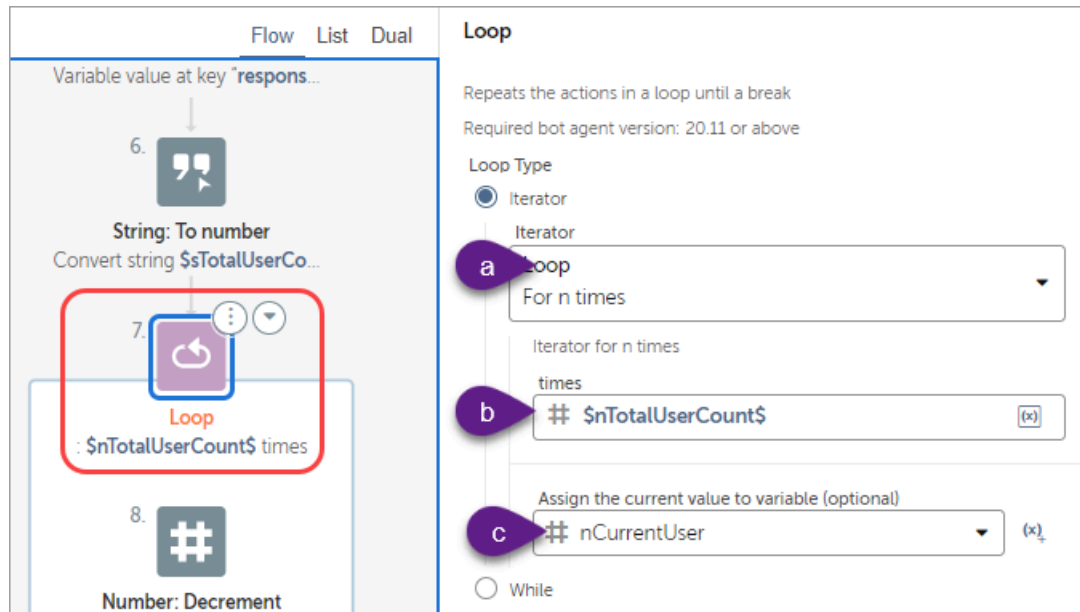 Flow List Dual
Variable value at key "respons...
6.
String: To number
Convert string $sTotalUserCo...
7.
Loop
: $nTotalUserCount$ times
8.
Number: Decrement
Loop
Repeats the actions in a loop until a break
Required bot agent version: 20.11 or above
Loop Type
Iterator
Iterator
a
Loop
For n times
Iterator for n times
times
b
# $nTotalUserCount$ (x)
Assign the current value to variable (optional)
c
# nCurrentUser (x)+
While